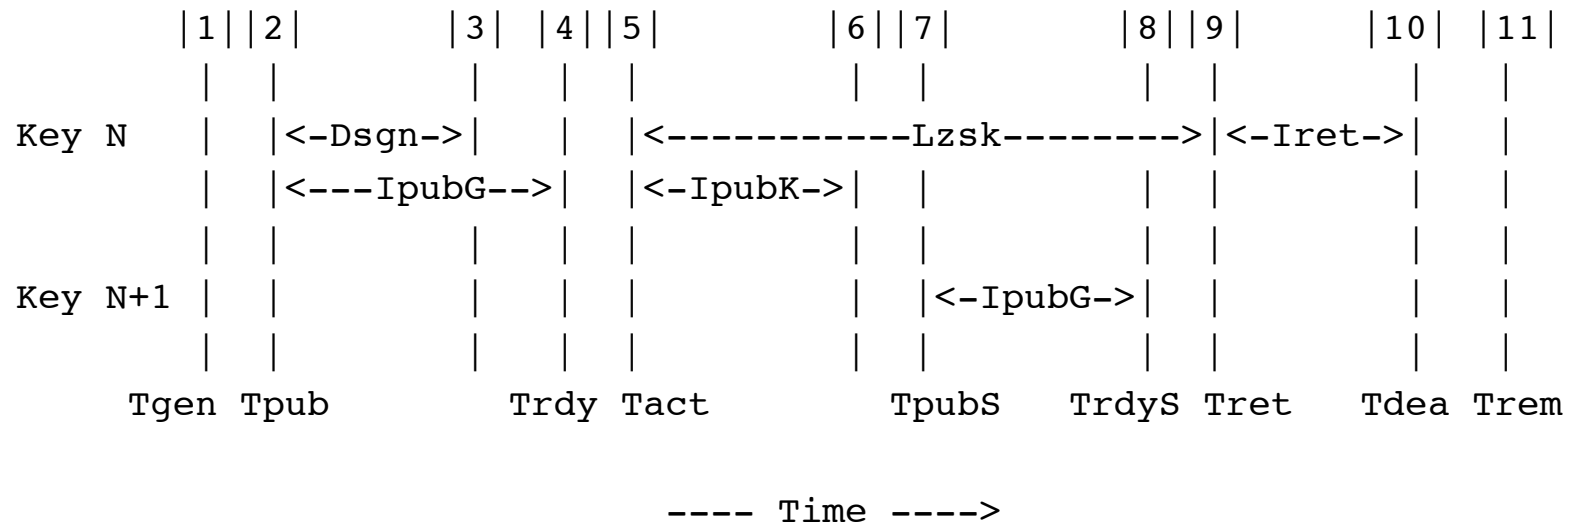 |1||2|       |3| |4||5|        |6||7|        |8||9|     |10| |11|
          |  |         |   |  |          |  |          |  |         |   |
Key N     |  |<-Dsgn->|   |  |<-----------Lzsk-------->|<-Iret->|   |
          |  |<---IpubG-->|  |<-IpubK->|  |          |  |         |   |
          |  |         |   |  |          |  |          |  |         |   |
Key N+1   |  |         |   |  |          |  |<-IpubG->|  |         |   |
          |  |         |   |  |          |  |          |  |         |   |
Tgen Tpub Trdy Tact TpubS TrdyS Tret Tdea Trem
---- Time ---->